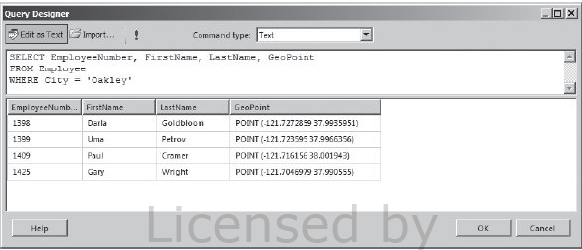 Query Designer
Edit as Text Import... ! Command type: Text
SELECT EmployeeNumber, FirstName, LastName, GeoPoint
FROM Employee
WHERE City = 'Oakley'
EmployeeNumb... FirstName LastName GeoPoint
1398 Darla Goldbloom POINT (-121.7272859 37.9935951)
1399 Uma Petrov POINT (-121.723595 37.9966356)
1409 Paul Cramer POINT (-121.716156 38.001943)
1425 Gary Wright POINT (-121.7046979 37.990555)
Help OK Cancel
Licensed by